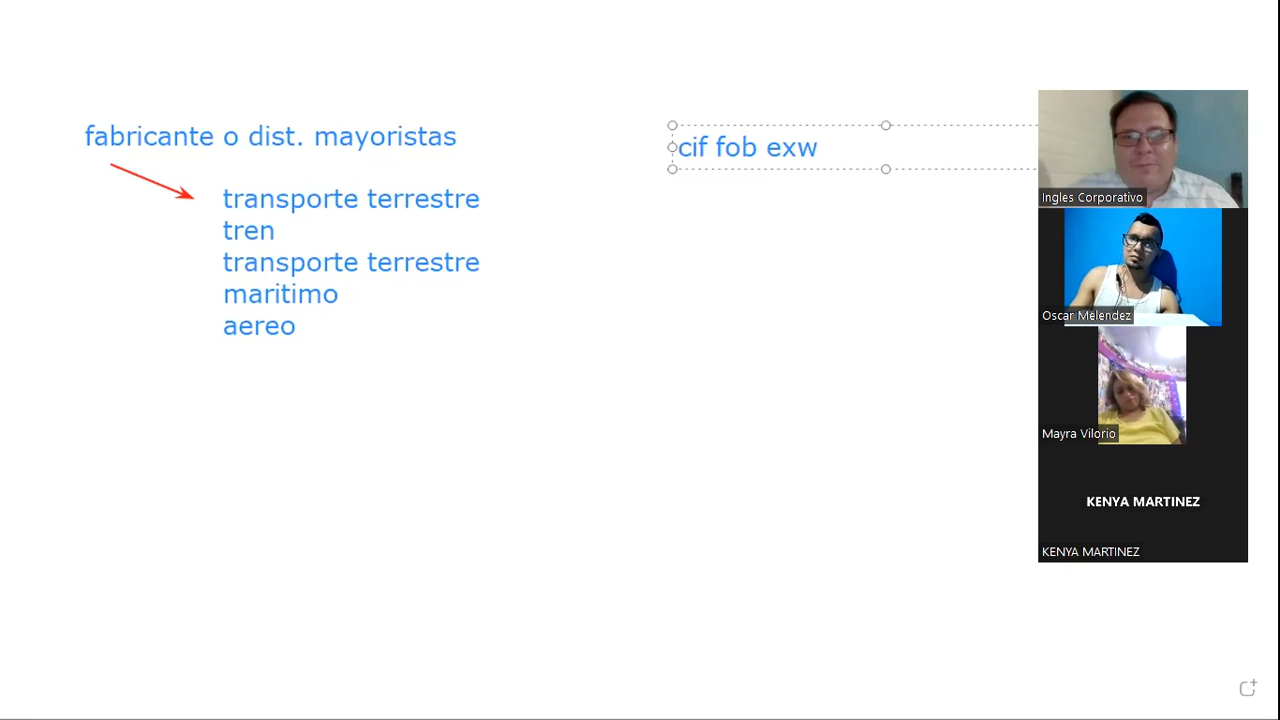 fabricante o dist. mayoristas
transporte terrestre
tren
transporte terrestre
maritimo
aereo
cif fob exw
Ingles Corporativo
Oscar Melendez
Mayra Vilorio
KENYA MARTINEZ
KENYA MARTINEZ